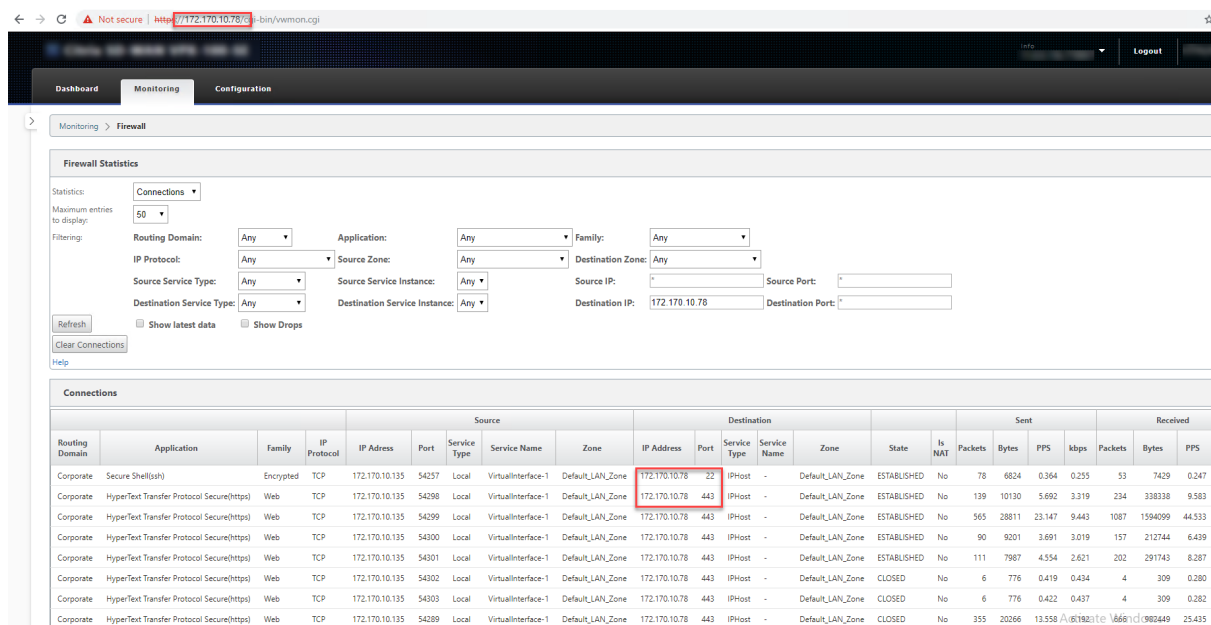 Not secure | https://172.170.10.78/cgi-bin/vwmon.cgi
Info
Logout
Dashboard Monitoring Configuration
Monitoring > Firewall
Firewall Statistics
Statistics: Connections
Maximum entries to display: 50
Filtering: Routing Domain: Any Application: Any Family: Any
IP Protocol: Any Source Zone: Any Destination Zone: Any
Source Service Type: Any Source Service Instance: Any Source IP: * Source Port: *
Destination Service Type: Any Destination Service Instance: Any Destination IP: 172.170.10.78 Destination Port: *
Refresh Show latest data Show Drops
Clear Connections
Help
Connections
Source Destination Sent Received
Routing Domain Application Family IP Protocol IP Adress Port Service Type Service Name Zone IP Address Port Service Type Service Name Zone State Is NAT Packets Bytes PPS kbps Packets Bytes PPS
Corporate Secure Shell(ssh) Encrypted TCP 172.170.10.135 54257 Local VirtualInterface-1 Default_LAN_Zone 172.170.10.78 22 IPHost - Default_LAN_Zone ESTABLISHED No 78 6824 0.364 0.255 53 7429 0.247
Corporate HyperText Transfer Protocol Secure(https) Web TCP 172.170.10.135 54298 Local VirtualInterface-1 Default_LAN_Zone 172.170.10.78 443 IPHost - Default_LAN_Zone ESTABLISHED No 139 10130 5.692 3.319 234 338338 9.583
Corporate HyperText Transfer Protocol Secure(https) Web TCP 172.170.10.135 54299 Local VirtualInterface-1 Default_LAN_Zone 172.170.10.78 443 IPHost - Default_LAN_Zone ESTABLISHED No 565 28811 23.147 9.443 1087 1594099 44.533
Corporate HyperText Transfer Protocol Secure(https) Web TCP 172.170.10.135 54300 Local VirtualInterface-1 Default_LAN_Zone 172.170.10.78 443 IPHost - Default_LAN_Zone ESTABLISHED No 90 9201 3.691 3.019 157 212744 6.439
Corporate HyperText Transfer Protocol Secure(https) Web TCP 172.170.10.135 54301 Local VirtualInterface-1 Default_LAN_Zone 172.170.10.78 443 IPHost - Default_LAN_Zone ESTABLISHED No 111 7987 4.554 2.621 202 291743 8.287
Corporate HyperText Transfer Protocol Secure(https) Web TCP 172.170.10.135 54302 Local VirtualInterface-1 Default_LAN_Zone 172.170.10.78 443 IPHost - Default_LAN_Zone CLOSED No 6 776 0.419 0.434 4 309 0.280
Corporate HyperText Transfer Protocol Secure(https) Web TCP 172.170.10.135 54303 Local VirtualInterface-1 Default_LAN_Zone 172.170.10.78 443 IPHost - Default_LAN_Zone CLOSED No 6 776 0.422 0.437 4 309 0.282
Corporate HyperText Transfer Protocol Secure(https) Web TCP 172.170.10.135 54289 Local VirtualInterface-1 Default_LAN_Zone 172.170.10.78 443 IPHost - Default_LAN_Zone CLOSED No 355 20266 13.558 25.435
Activate Windows